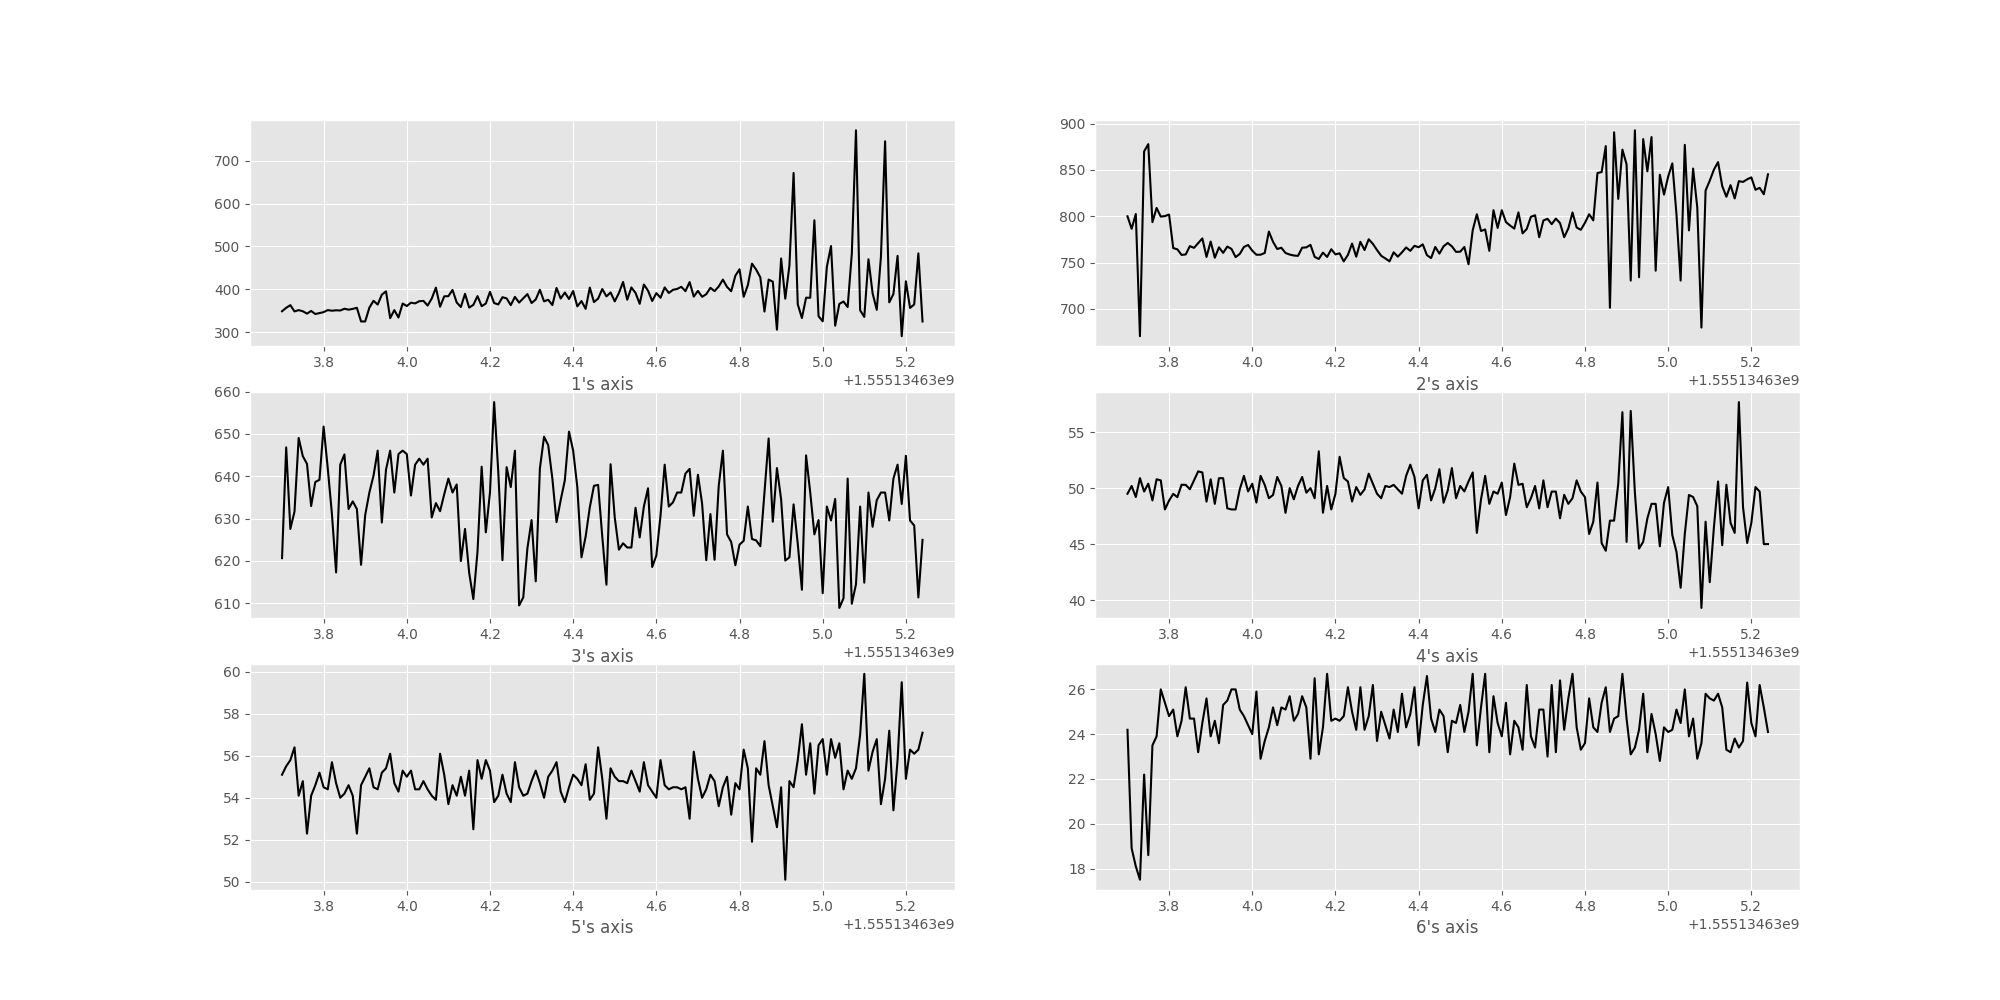 700
600
500
400
300
3.8 4.0 4.2 4.4 4.6 4.8 5.0 5.2
1's axis
+1.55513463e9
900
850
800
750
700
3.8 4.0 4.2 4.4 4.6 4.8 5.0 5.2
2's axis
+1.55513463e9
660
650
640
630
620
610
3.8 4.0 4.2 4.4 4.6 4.8 5.0 5.2
3's axis
+1.55513463e9
55
50
45
40
3.8 4.0 4.2 4.4 4.6 4.8 5.0 5.2
4's axis
+1.55513463e9
60
58
56
54
52
50
3.8 4.0 4.2 4.4 4.6 4.8 5.0 5.2
5's axis
+1.55513463e9
26
24
22
20
18
3.8 4.0 4.2 4.4 4.6 4.8 5.0 5.2
6's axis
+1.55513463e9